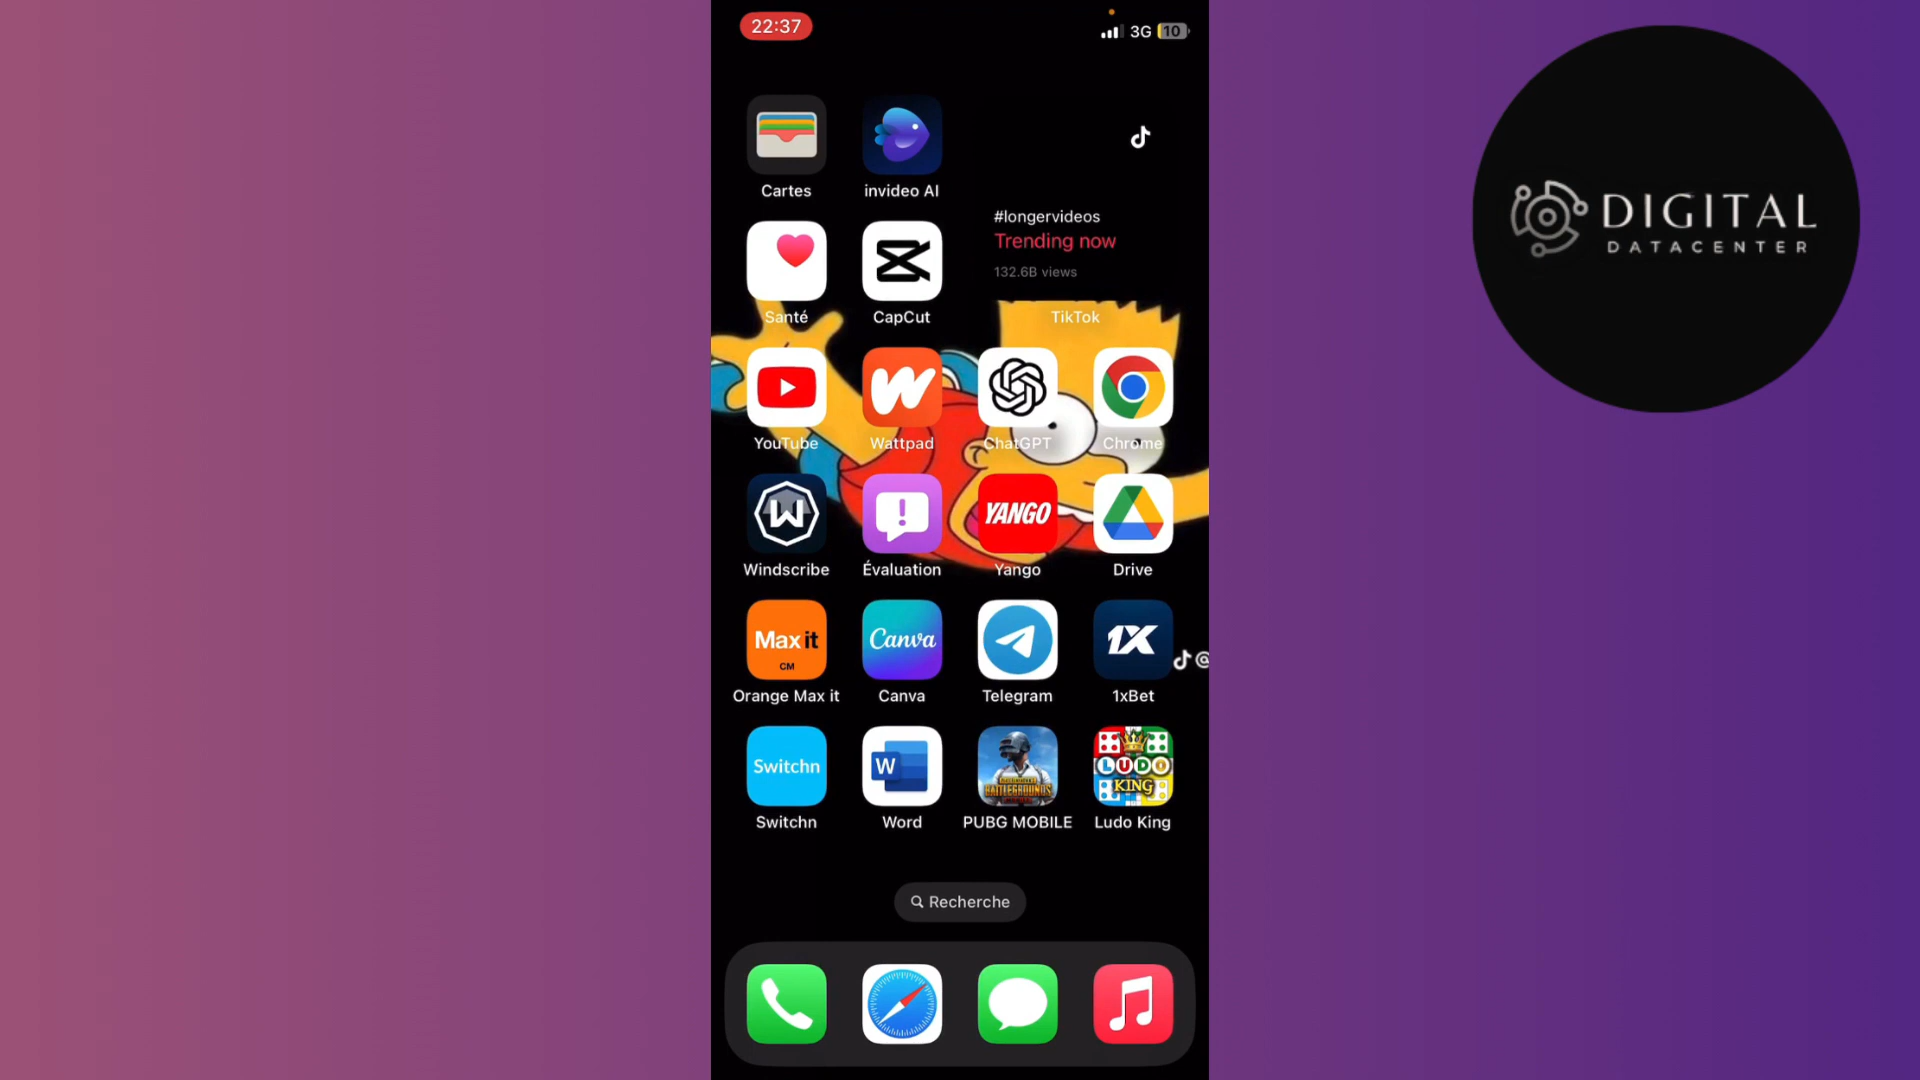 22:37
3G 10
Cartes
invideo AI
#longervideos
Trending now
132.6B views
Santé
CapCut
TikTok
YouTube
Wattpad
ChatGPT
Chrome
YANGO
Windscribe
Évaluation
Yango
Drive
Max it
CM
Canva
1X
@
Orange Max it
Canva
Telegram
1xBet
Switchn
W
BATTLEGROUNDS
LUDO
KING
Switchn
Word
PUBG MOBILE
Ludo King
Recherche
DIGITAL
DATACENTER